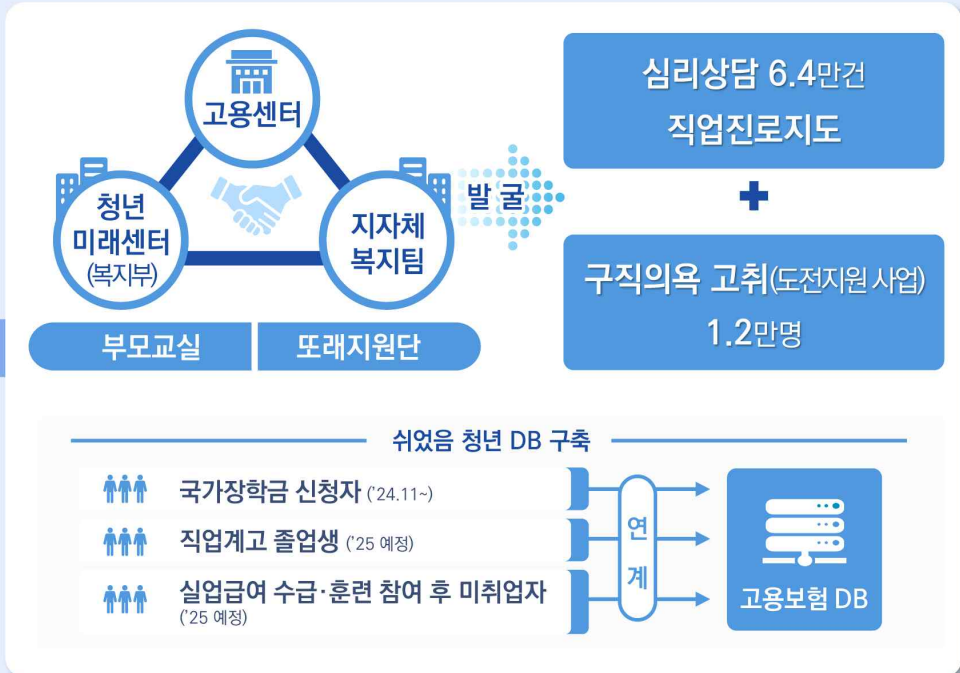 고용센터
청년
미래센터
(복지부)
지자체
복지팀
부모교실
또래지원단
발굴
심리상담 6.4만건
직업진로지도
+
구직의욕 고취(도전지원 사업)
1.2만명
쉬었음 청년 DB 구축
국가장학금 신청자 ('24.11~)
직업계고 졸업생 ('25 예정)
실업급여 수급·훈련 참여 후 미취업자
('25 예정)
연
계
고용보험 DB